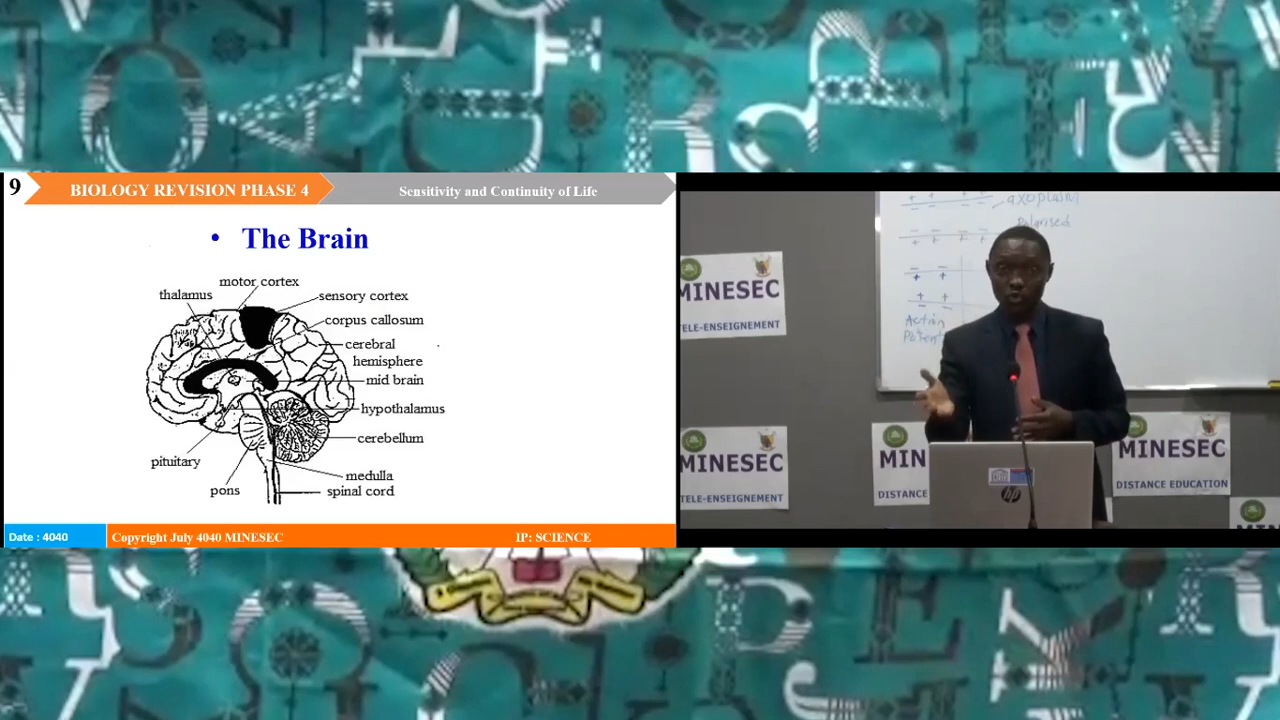 9
BIOLOGY REVISION PHASE 4
Sensitivity and Continuity of Life
• The Brain
motor cortex
thalamus
sensory cortex
corpus callosum
cerebral
hemisphere
mid brain
hypothalamus
cerebellum
pituitary
medulla
pons
spinal cord
Date : 4040
Copyright July 4040 MINESEC
IP: SCIENCE
axoplasm
Polarised
Action
MINESEC
TELE-ENSEIGNEMENT
MINESEC
TELE-ENSEIGNEMENT
MIN
DISTANCE
hp
MINESEC
DISTANCE EDUCATION
MINESEC